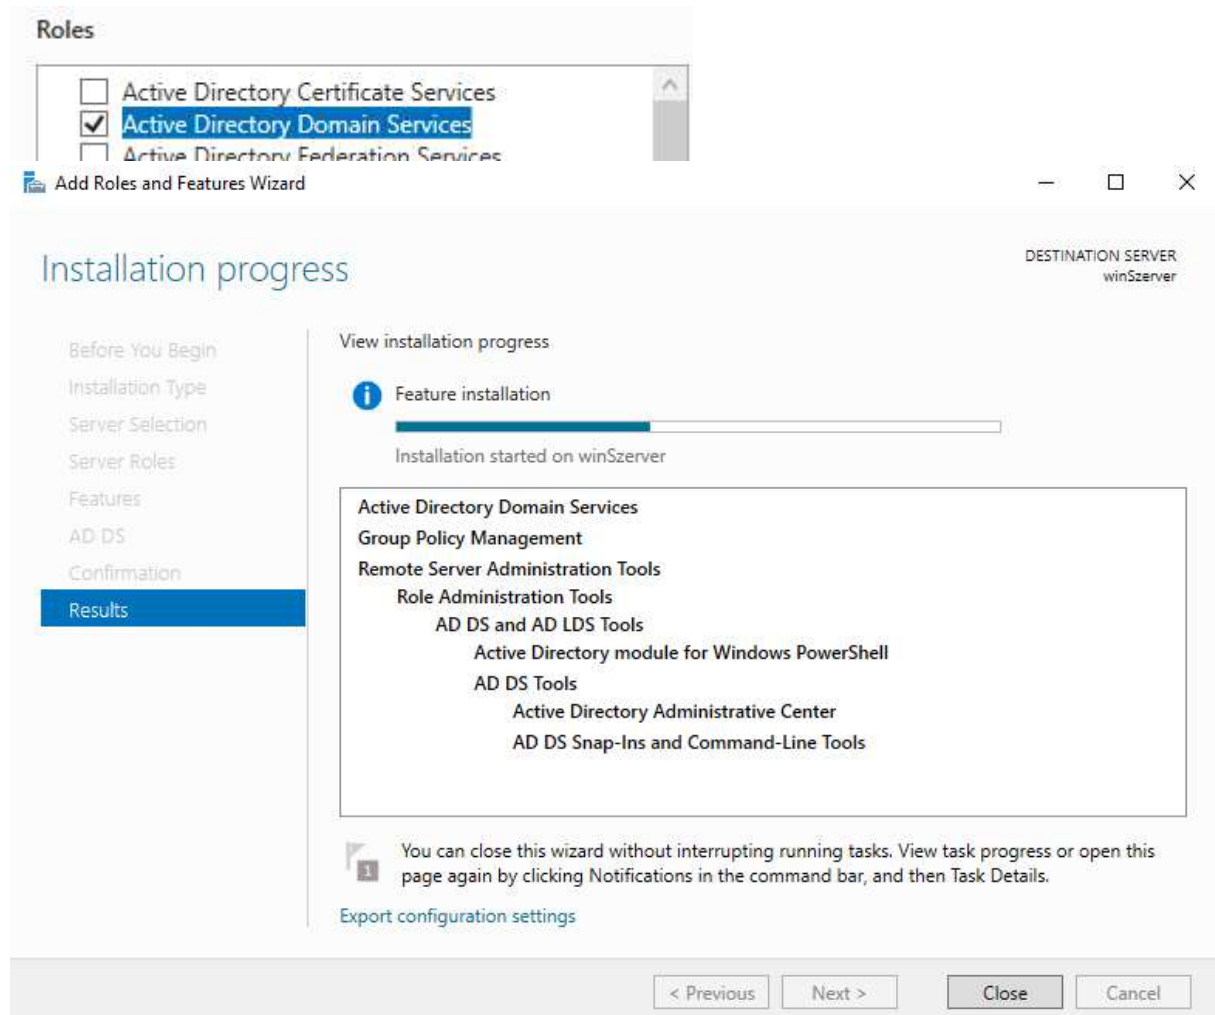 Roles
Active Directory Certificate Services
Active Directory Domain Services
Active Directory Federation Services
Add Roles and Features Wizard
Installation progress
DESTINATION SERVER
winSzerver
Before You Begin
Installation Type
Server Selection
Server Roles
Features
AD DS
Confirmation
Results
View installation progress
Feature installation
Installation started on winSzerver
Active Directory Domain Services
Group Policy Management
Remote Server Administration Tools
Role Administration Tools
AD DS and AD LDS Tools
Active Directory module for Windows PowerShell
AD DS Tools
Active Directory Administrative Center
AD DS Snap-Ins and Command-Line Tools
1
You can close this wizard without interrupting running tasks. View task progress or open this
page again by clicking Notifications in the command bar, and then Task Details.
Export configuration settings
< Previous
Next >
Close
Cancel